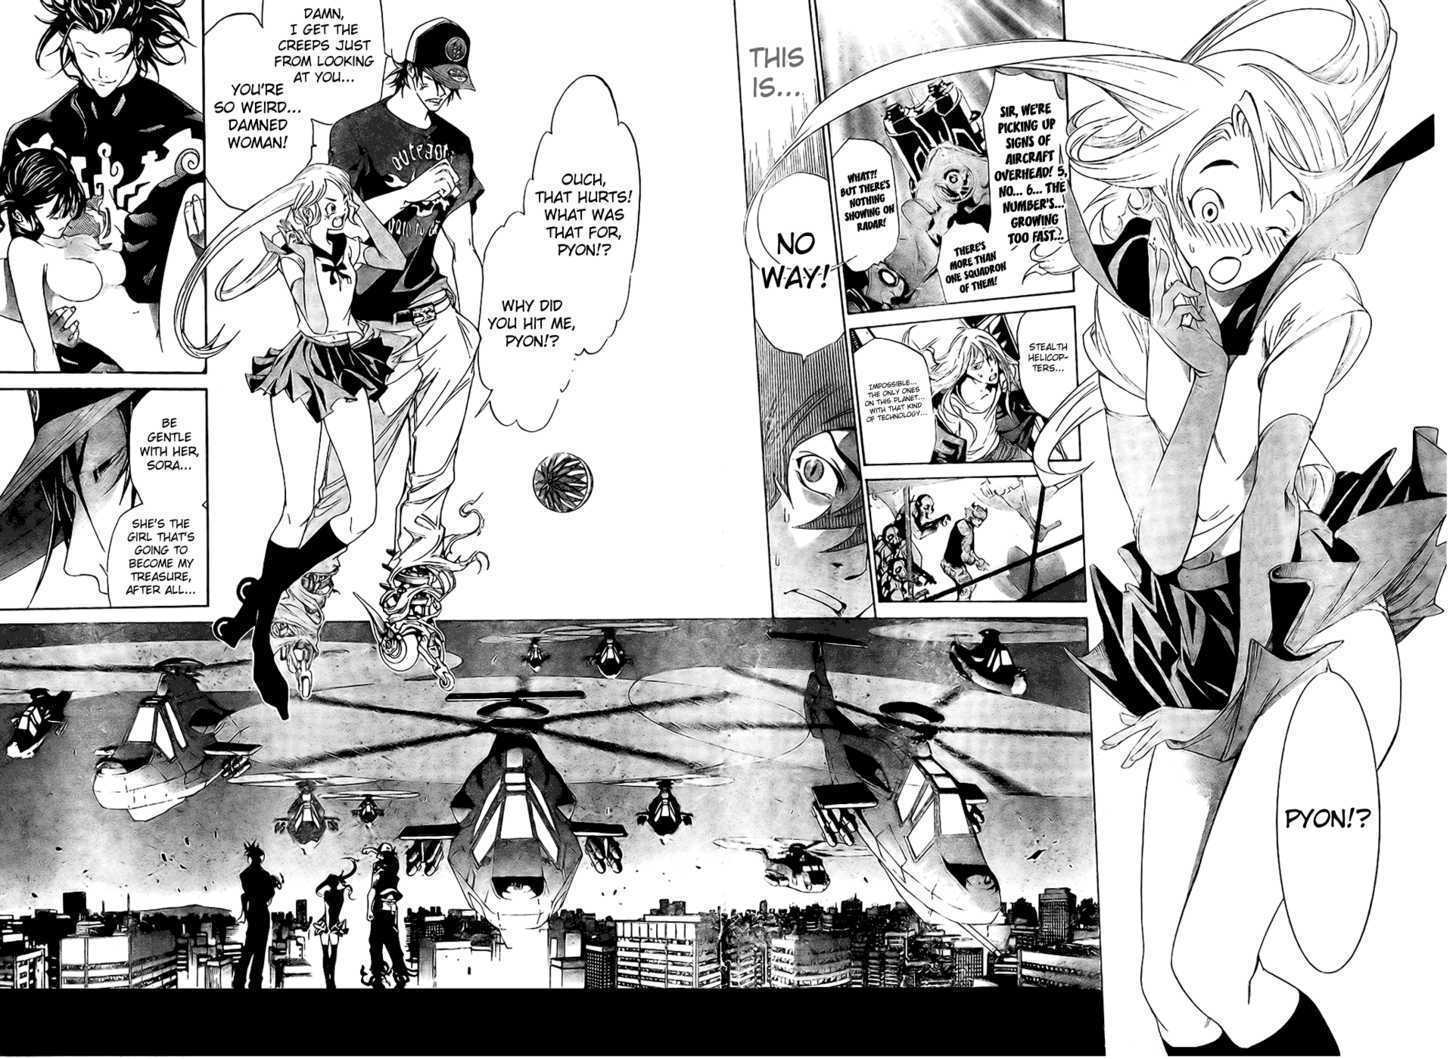 SIR, WE'RE
PICKING UP
SIGNS OF
AIRCRAFT
OVERHEAD! 5,
NO... 6... THE
NUMBER'S...
GROWING
TOO FAST...
WHAT?!
BUT THERE'S
NOTHING
SHOWING ON
RADAR!
THERE'S
MORE THAN
ONE SQUADRON
OF THEM!
STEALTH
HELICOP-
TERS...
IMPOSSIBLE...
THE ONLY ONES
ON THIS PLANET...
WITH THAT KIND
OF TECHNOLOGY...
THIS
IS...
NO
WAY!
PYON!?
OUCH,
THAT HURTS!
WHAT WAS
THAT FOR,
PYON!?
WHY DID
YOU HIT ME,
PYON!?
DAMN,
I GET THE
CREEPS JUST
FROM LOOKING
AT YOU...
YOU'RE
SO WEIRD...
DAMNED
WOMAN!
BE
GENTLE
WITH HER,
SORA...
SHE'S THE
GIRL THAT'S
GOING TO
BECOME MY
TREASURE,
AFTER ALL...